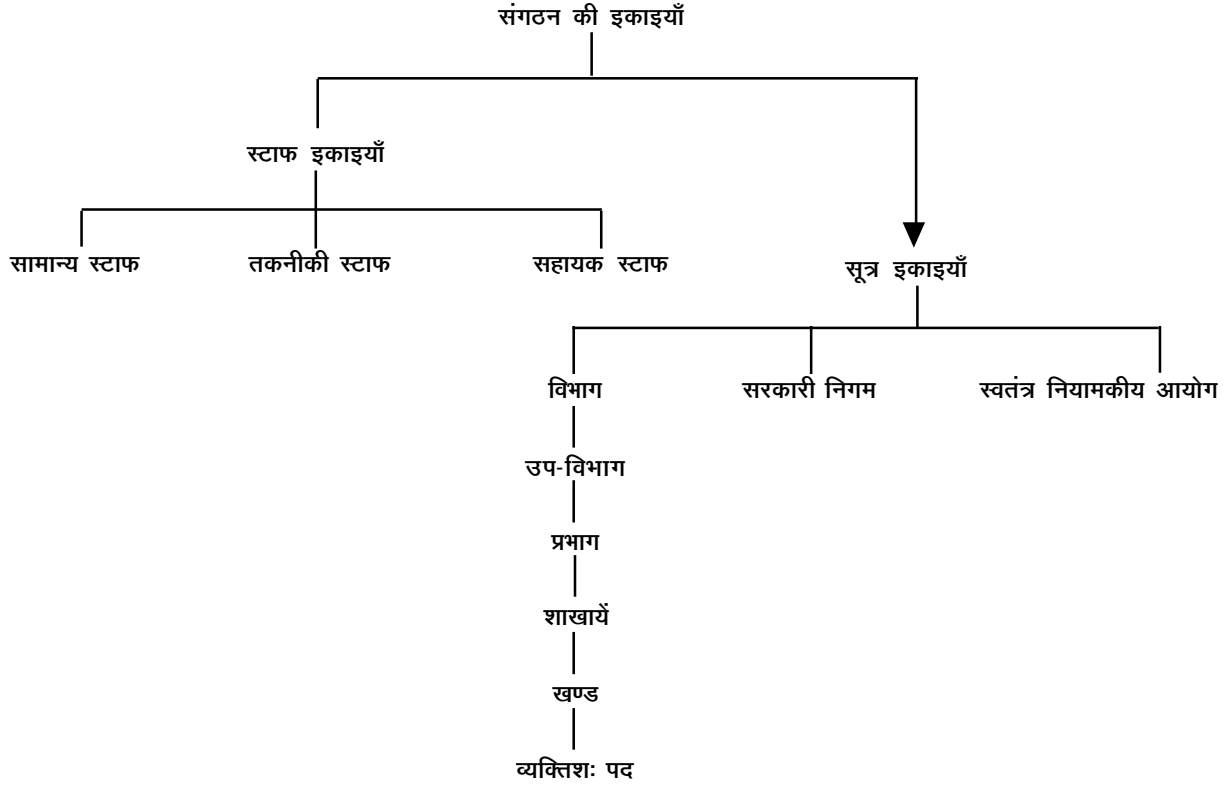 संगठन की इकाइयाँ
स्टाफ इकाइयाँ
सामान्य स्टाफ तकनीकी स्टाफ सहायक स्टाफ सूत्र इकाइयाँ
विभाग सरकारी निगम स्वतंत्र नियामकीय आयोग
उप-विभाग
प्रभाग
शाखायें
खण्ड
व्यक्तिशः पद